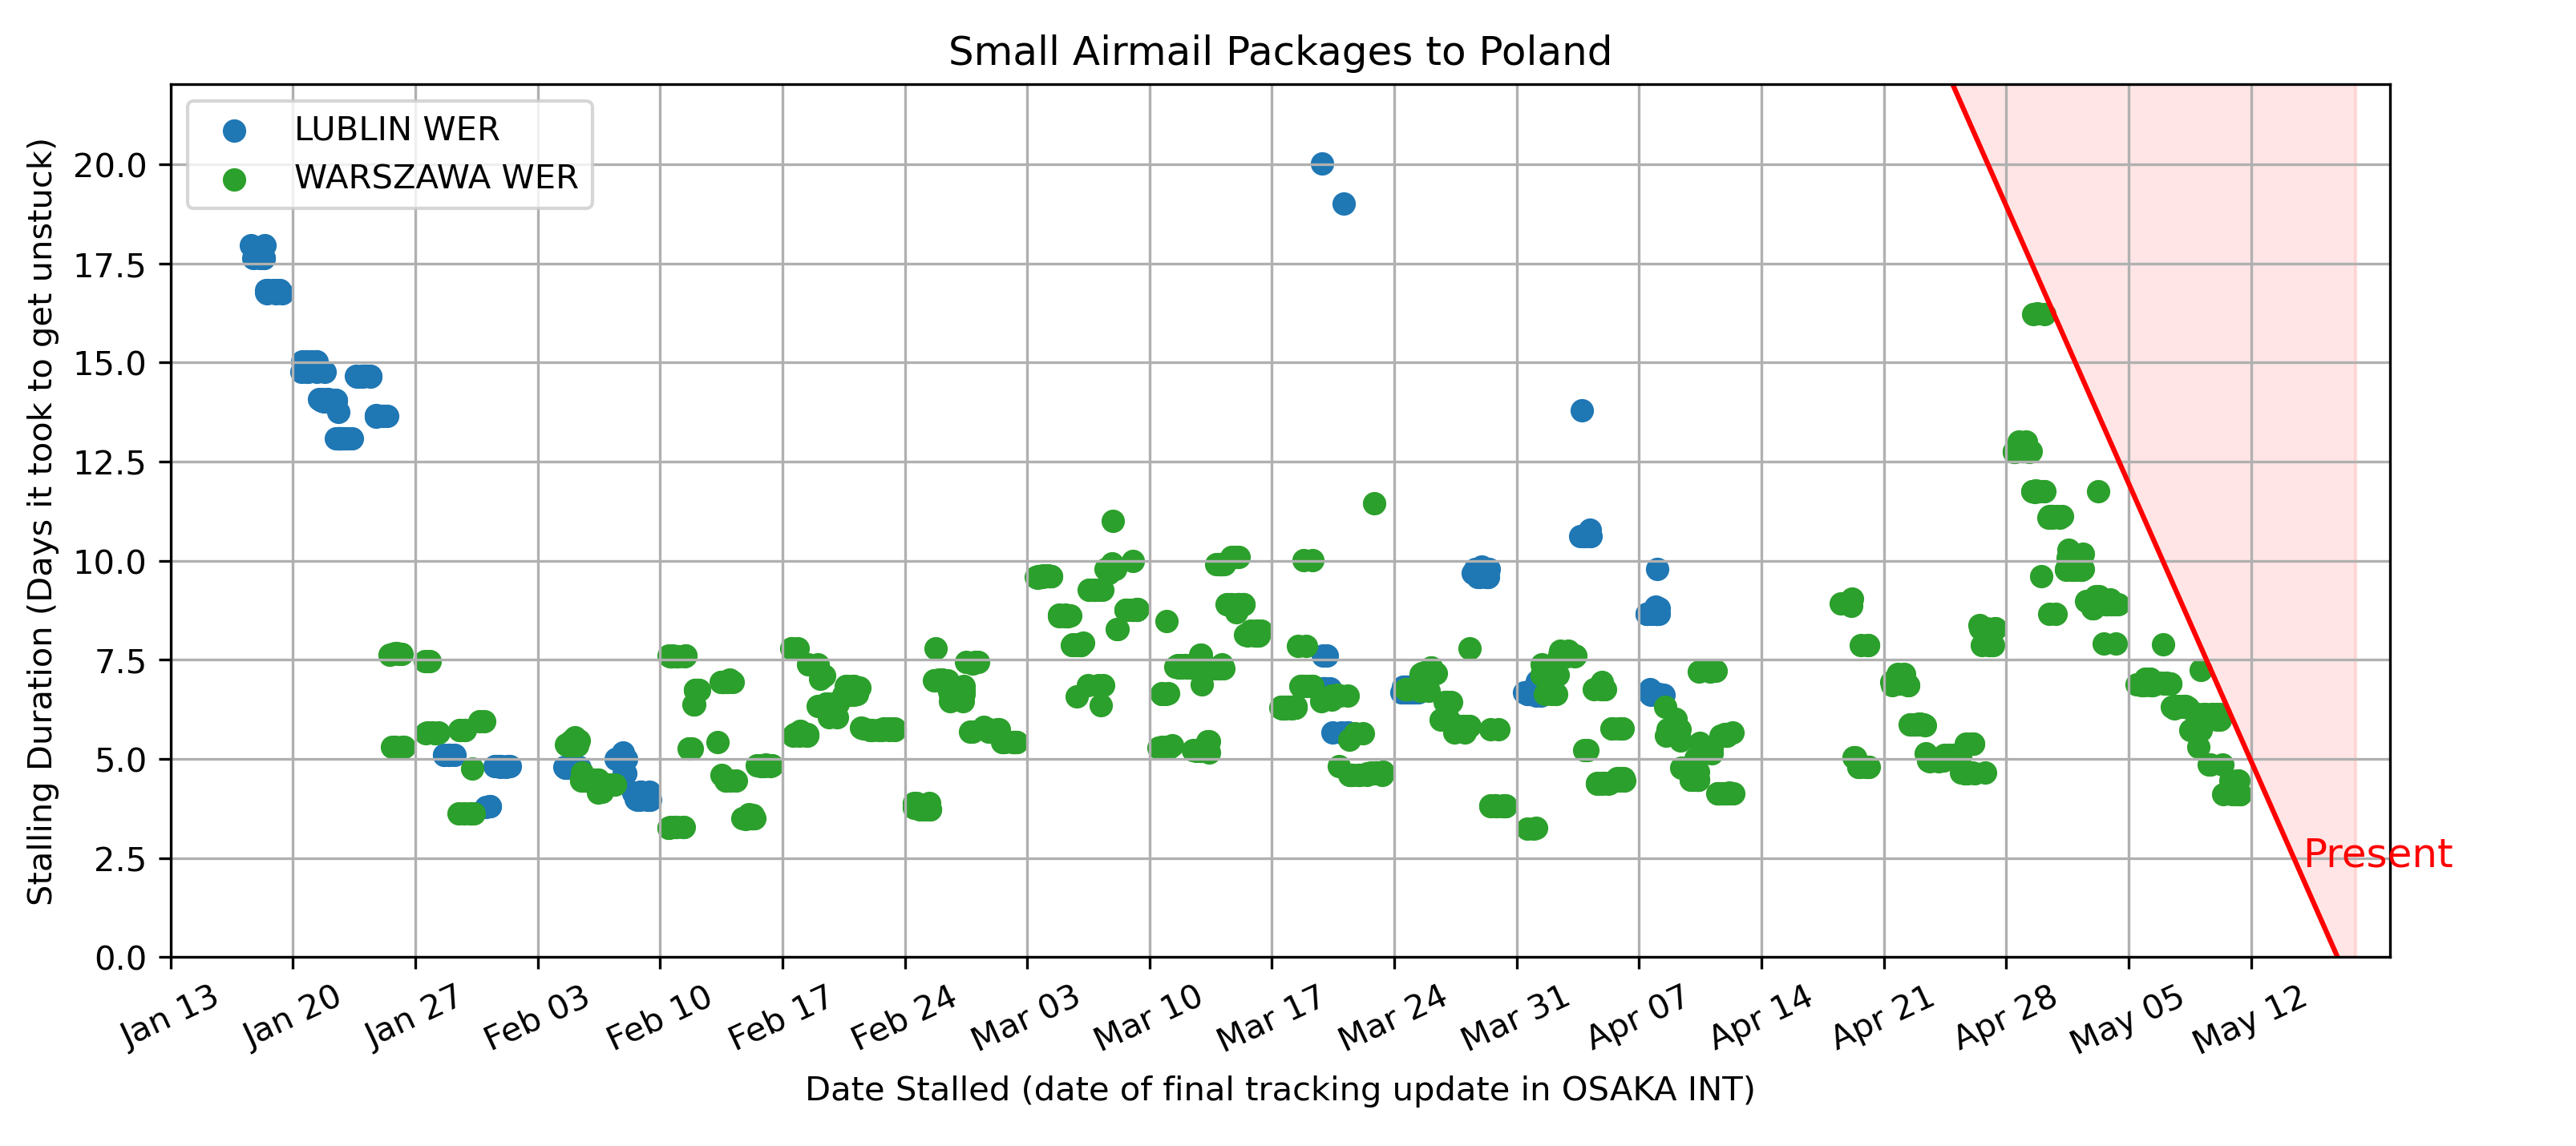 Small Airmail Packages to Poland
LUBLIN WER
WARSZAWA WER
Stalling Duration (Days it took to get unstuck)
20.0
17.5
15.0
12.5
10.0
7.5
5.0
2.5
0.0
Present
Jan 13
Jan 20
Jan 27
Feb 03
Feb 10
Feb 17
Feb 24
Mar 03
Mar 10
Mar 17
Mar 24
Mar 31
Apr 07
Apr 14
Apr 21
Apr 28
May 05
May 12
Date Stalled (date of final tracking update in OSAKA INT)